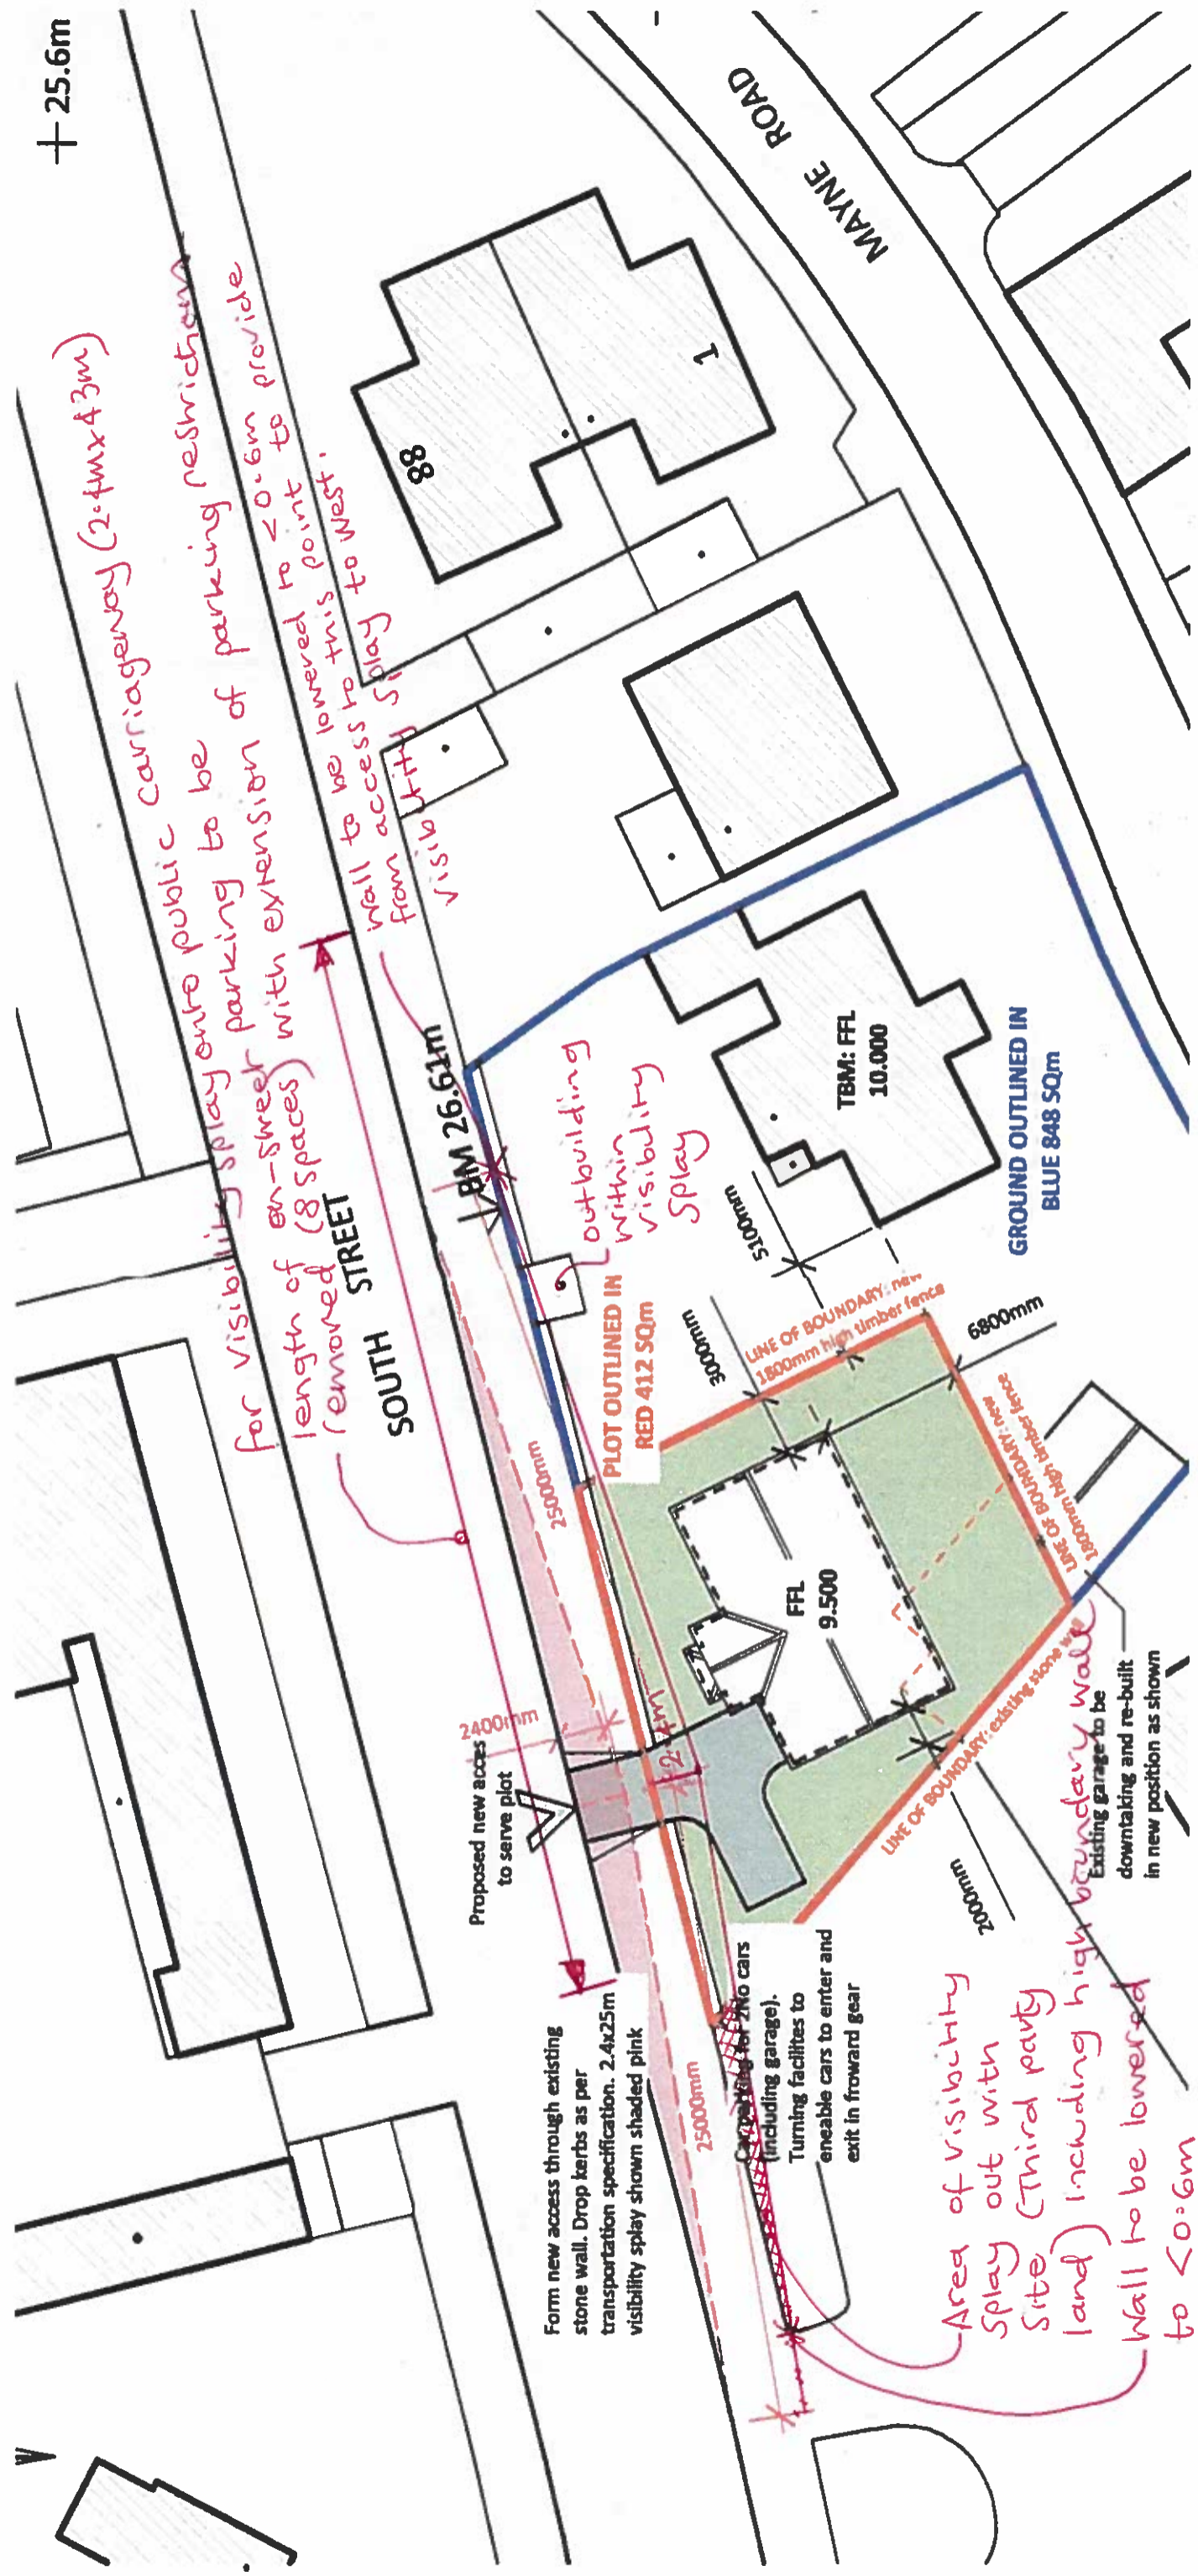 + 25.6m
for visibility splay onto public carriageway (2.4m x 43m)
length of on-street parking to be
removed (8 spaces) with extension of parking restrictions
Wall to be lowered to <0.6m
from access to this point to provide
visibility splay to West.
SOUTH STREET
BM 26.61m
MAYNE ROAD
88
1
outbuilding
within
visibility
splay
TBM: FFL
10.000
GROUND OUTLINED IN
BLUE 848 SQm
PLOT OUTLINED IN
RED 412 SQm
5100mm
3000mm
6800mm
LINE OF BOUNDARY: new
1800mm high timber fence
LINE OF BOUNDARY: new
1800mm high timber fence
25000mm
FFL
9.500
2400mm
2.4m
Proposed new acces
to serve plot
LINE OF BOUNDARY: existing stone wall
2000mm
Existing garage to be
downtaking and re-built
in new position as shown
Form new access through existing
stone wall. Drop kerbs as per
transportation specification. 2.4x25m
visibility splay shown shaded pink
25000mm
Car parking for 2No cars
(including garage).
Turning facilites to
eneable cars to enter and
exit in froward gear
Area of visibility
splay out with
site (Third party
land) including high boundary wall
Wall to be lowered
to <0.6m